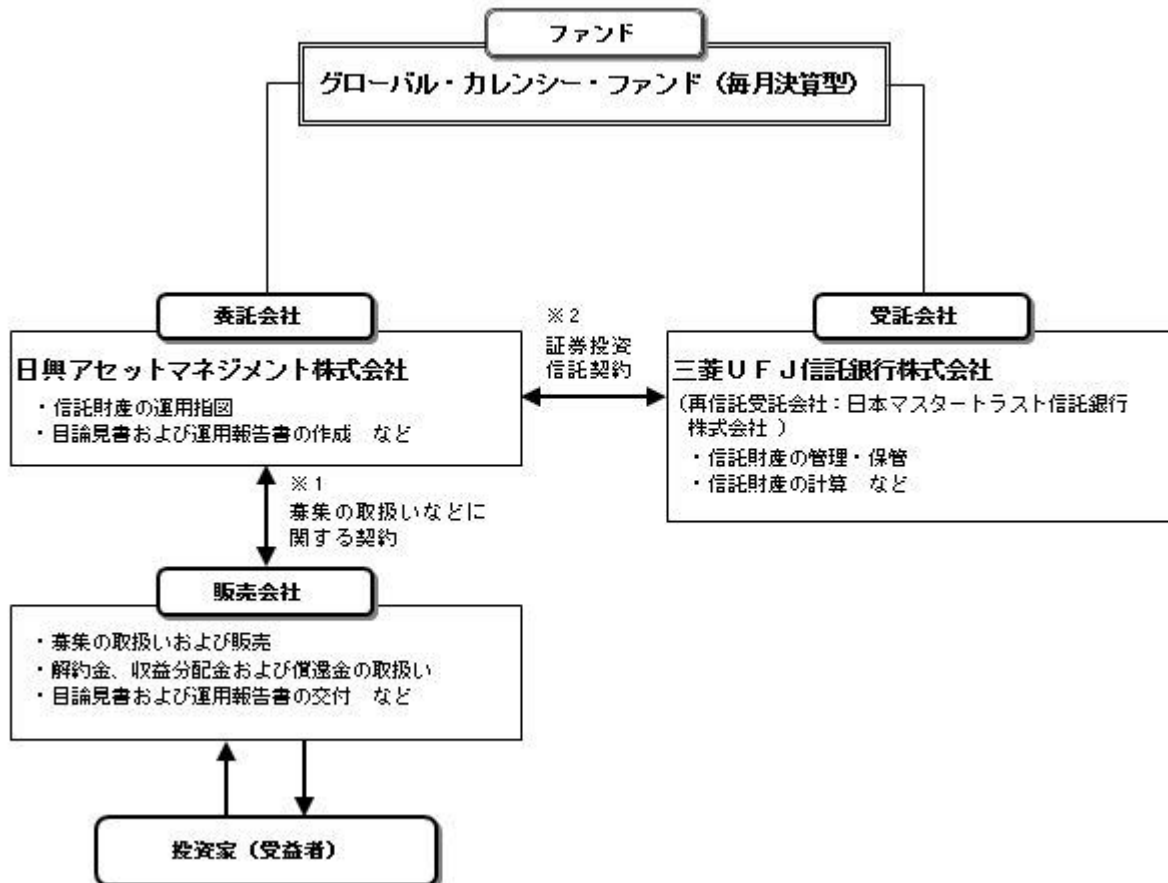 ファンド
グローバル・カレンシー・ファンド（毎月決算型）
委託会社
日興アセットマネジメント株式会社
・信託財産の運用指図
・目論見書および運用報告書の作成　など
※２
証券投資
信託契約
受託会社
三菱ＵＦＪ信託銀行株式会社
（再信託受託会社：日本マスタートラスト信託銀行
株式会社 ）
・信託財産の管理・保管
・信託財産の計算　など
※１
募集の取扱いなどに
関する契約
販売会社
・募集の取扱いおよび販売
・解約金、収益分配金および償還金の取扱い
・目論見書および運用報告書の交付　など
投資家（受益者）